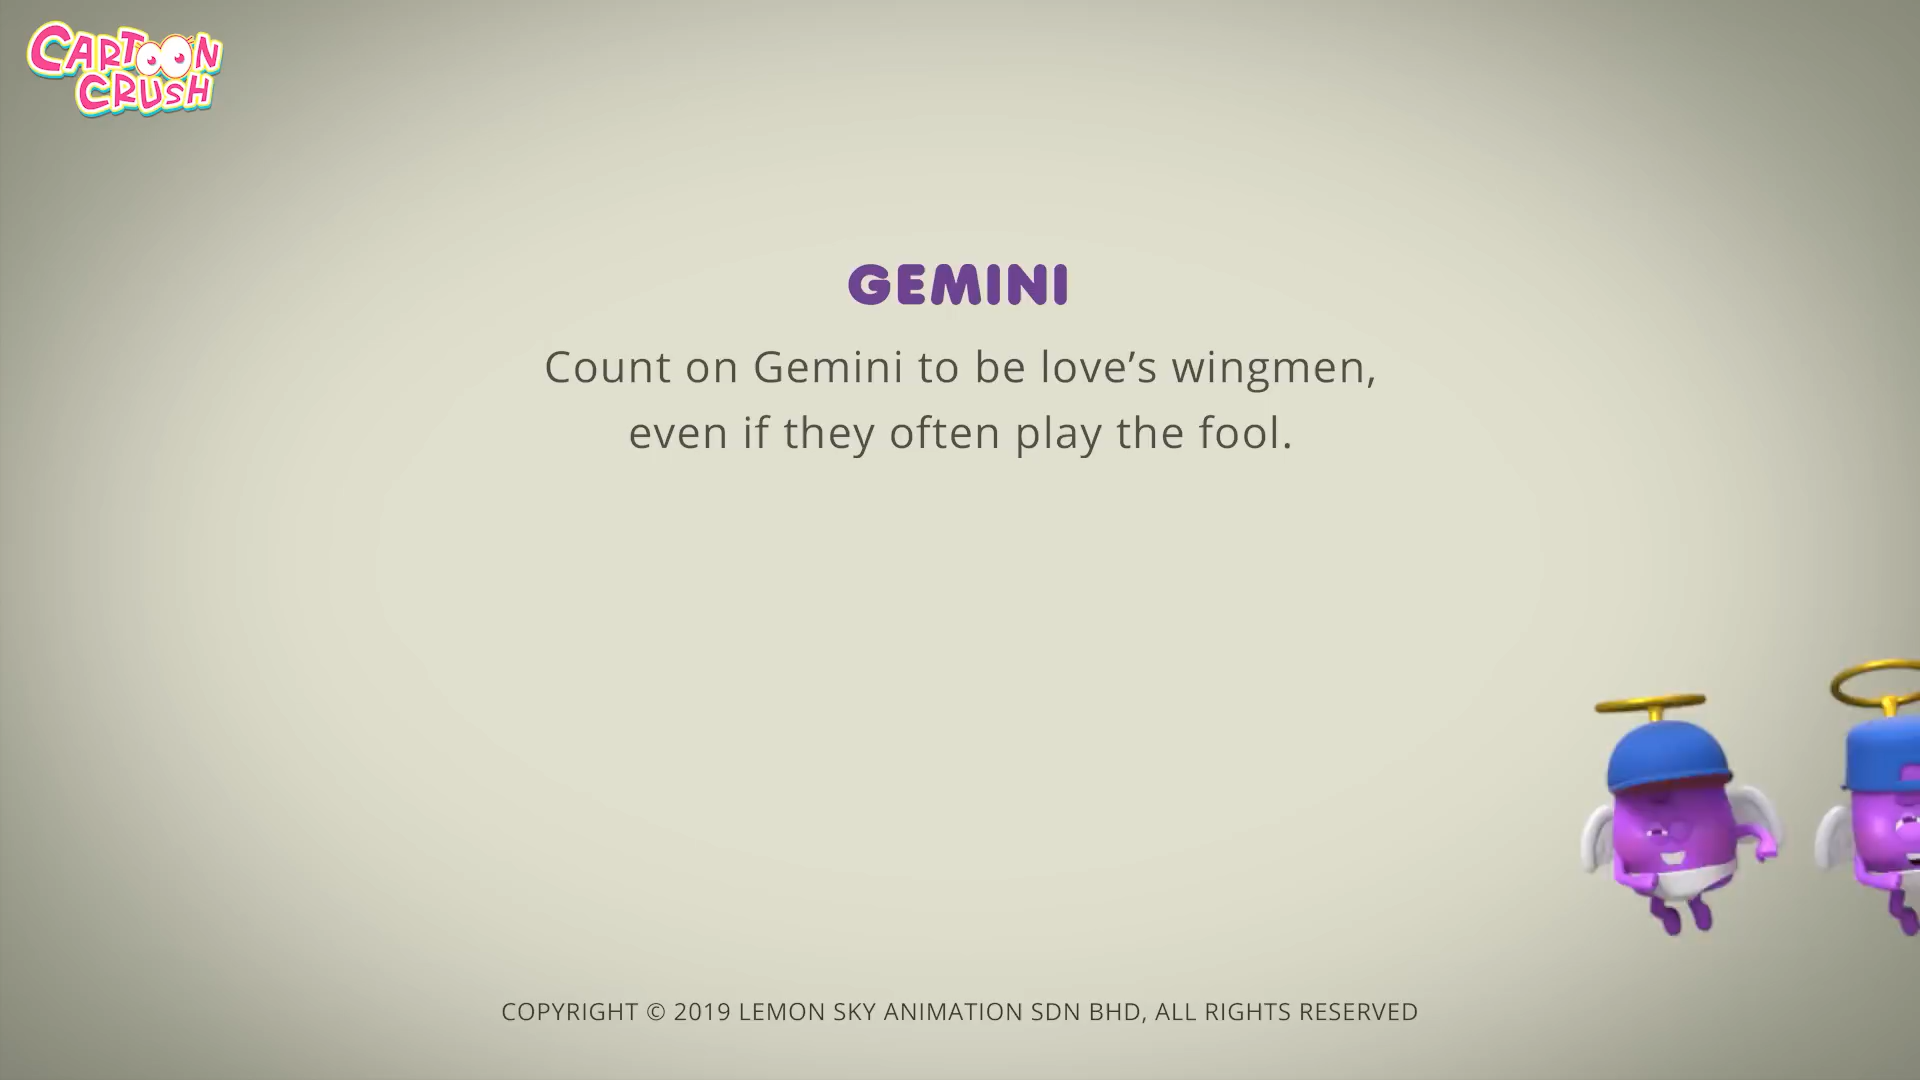 CARTOON
CRUSH
GEMINI
Count on Gemini to be love’s wingmen,
even if they often play the fool.
COPYRIGHT © 2019 LEMON SKY ANIMATION SDN BHD, ALL RIGHTS RESERVED